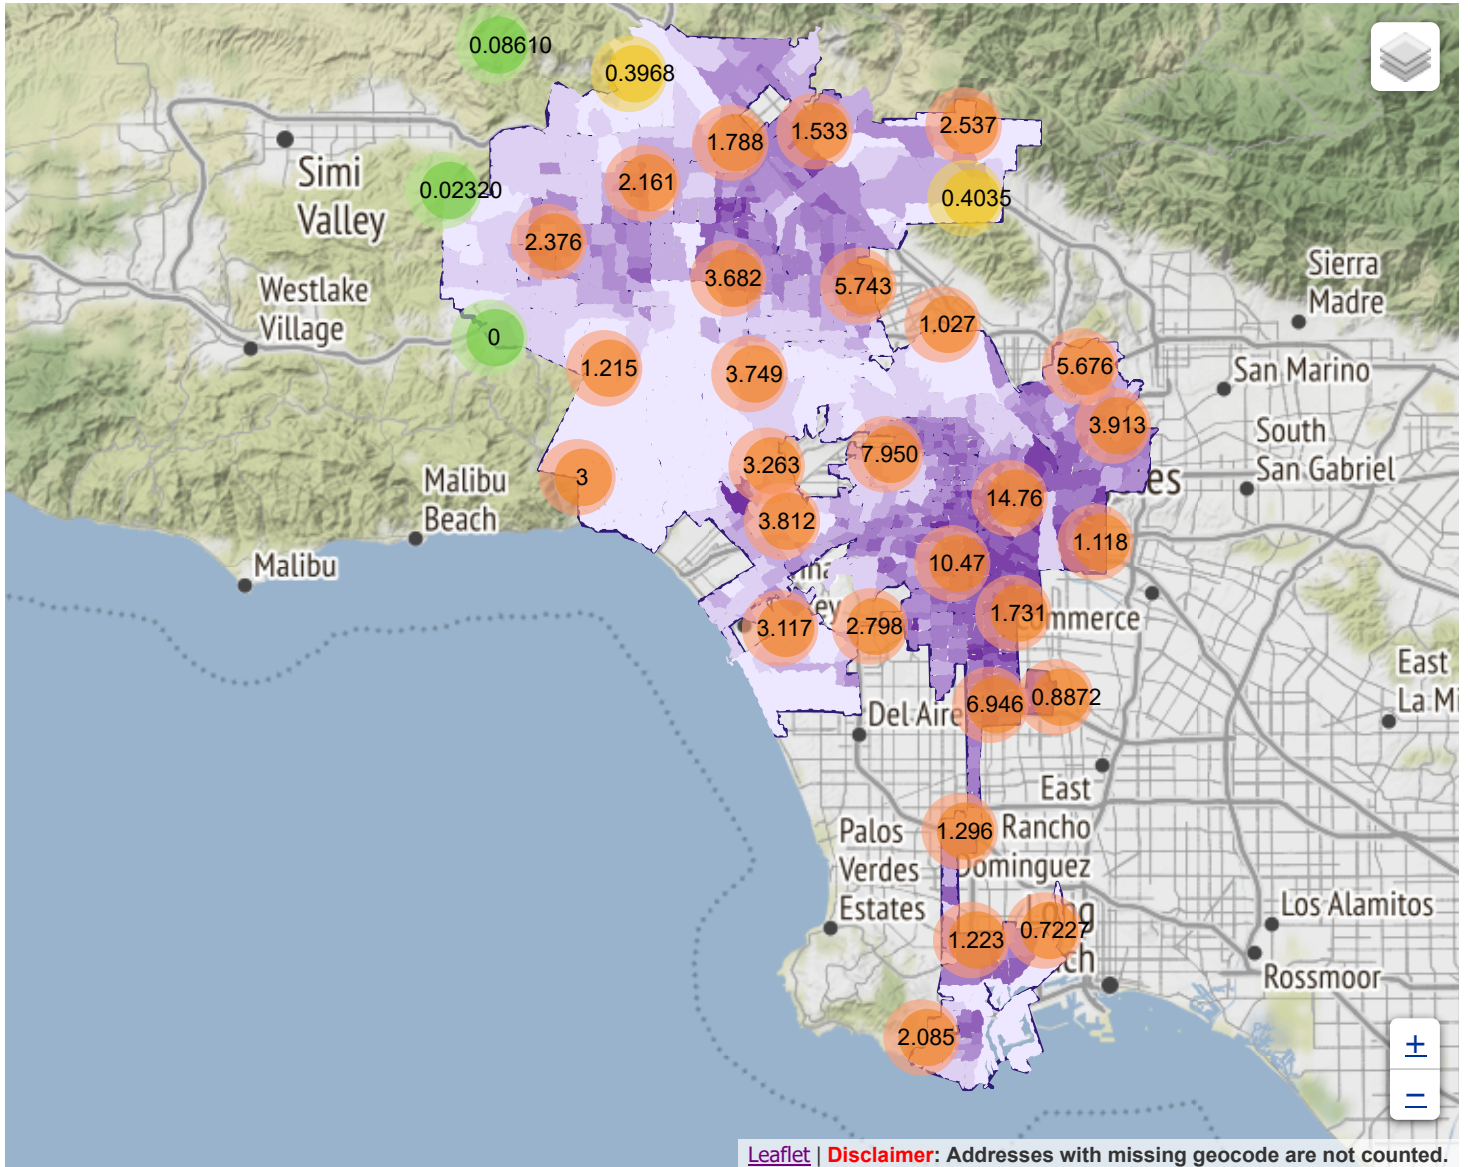 0.08610
0.3968
1.788
1.533
2.537
Simi
Valley
0.02320
2.161
0.4035
2.376
3.682
5.743
Sierra
Madre
Westlake
Village
0
1.027
1.215
3.749
5.676
San Marino
3.913
South
San Gabriel
3.263
7.950
3
Malibu
Beach
14.76
es
3.812
1.118
Malibu
10.47
ey
3.117
2.798
1.731
ommerce
East
La Mi
Del Aire
6.946
0.8872
East
Rancho
Dominguez
1.296
Palos
Verdes
Estates
Long
ch
1.223
0.7227
Los Alamitos
Rossmoor
2.085
+
−
Leaflet | Disclaimer: Addresses with missing geocode are not counted.